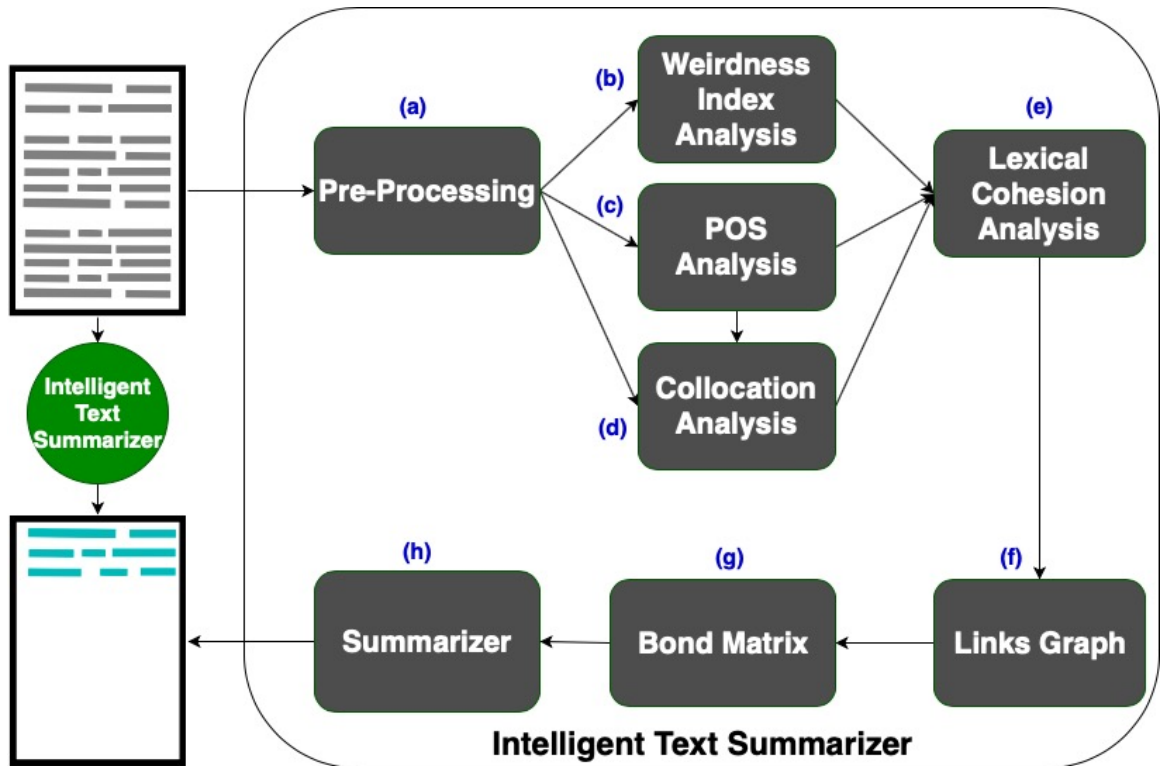 (a)
Pre-Processing
(b)
Weirdness
Index
Analysis
(c)
POS
Analysis
(d)
Collocation
Analysis
(e)
Lexical
Cohesion
Analysis
Intelligent
Text
Summarizer
(f)
Links Graph
(g)
Bond Matrix
(h)
Summarizer
Intelligent Text Summarizer